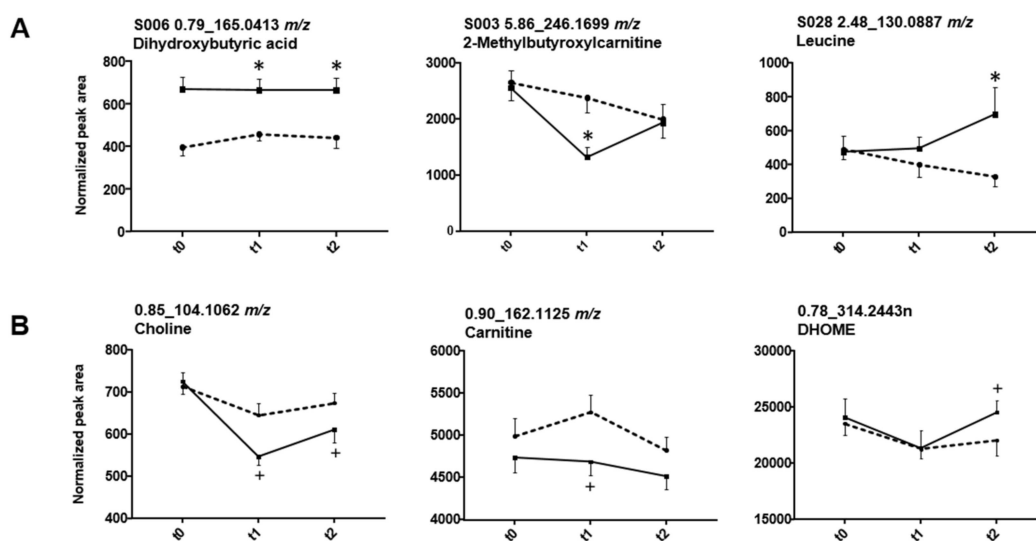 A
S006 0.79_165.0413 m/z
Dihydroxybutyric acid
Normalized peak area
800
600
400
200
0
*
*
t0
t1
t2
S003 5.86_246.1699 m/z
2-Methylbutyroxylcarnitine
3000
2000
1000
0
*
t0
t1
t2
S028 2.48_130.0887 m/z
Leucine
1000
800
600
400
200
0
*
t0
t1
t2
B
0.85_104.1062 m/z
Choline
Normalized peak area
800
700
600
500
400
+
+
t0
t1
t2
0.90_162.1125 m/z
Carnitine
6000
5500
5000
4500
4000
+
t0
t1
t2
0.78_314.2443n
DHOME
30000
25000
20000
15000
+
t0
t1
t2